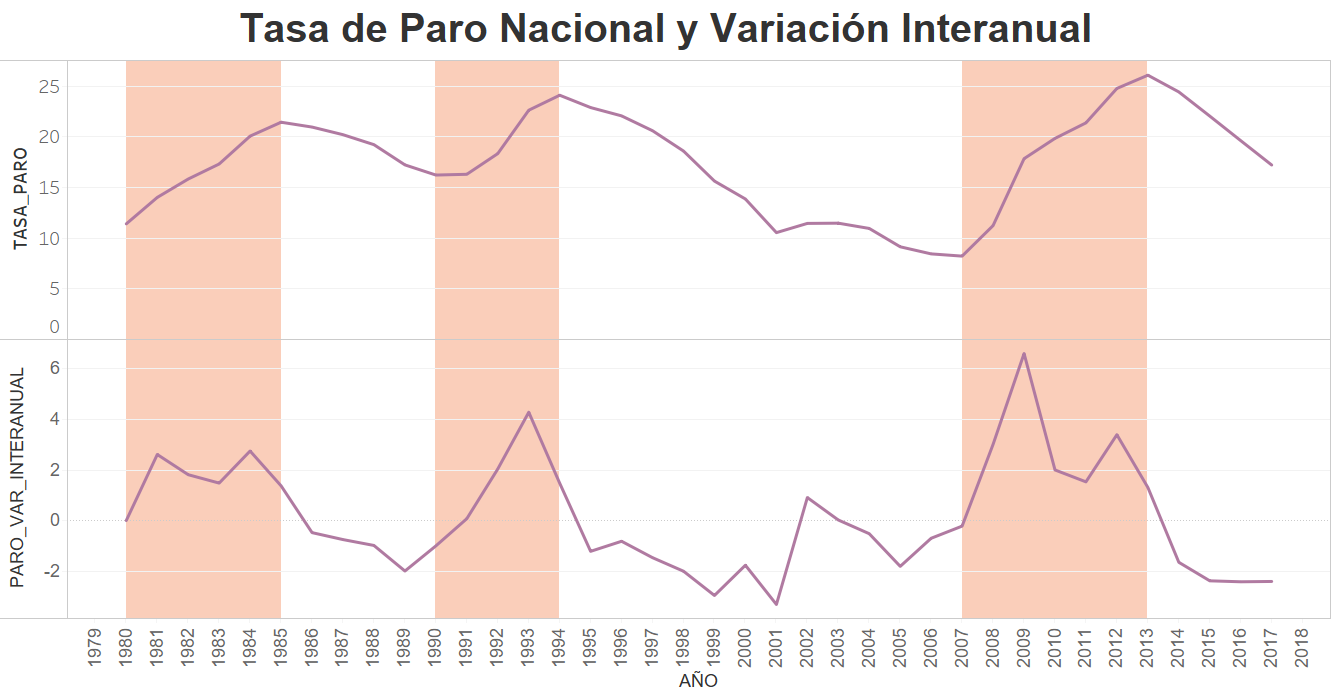 Tasa de Paro Nacional y Variación Interanual
TASA_PARO
25
20
15
10
5
0
PARO_VAR_INTERANUAL
6
4
2
0
-2
1979 1980 1981 1982 1983 1984 1985 1986 1987 1988 1989 1990 1991 1992 1993 1994 1995 1996 1997 1998 1999 2000 2001 2002 2003 2004 2005 2006 2007 2008 2009 2010 2011 2012 2013 2014 2015 2016 2017 2018
AÑO